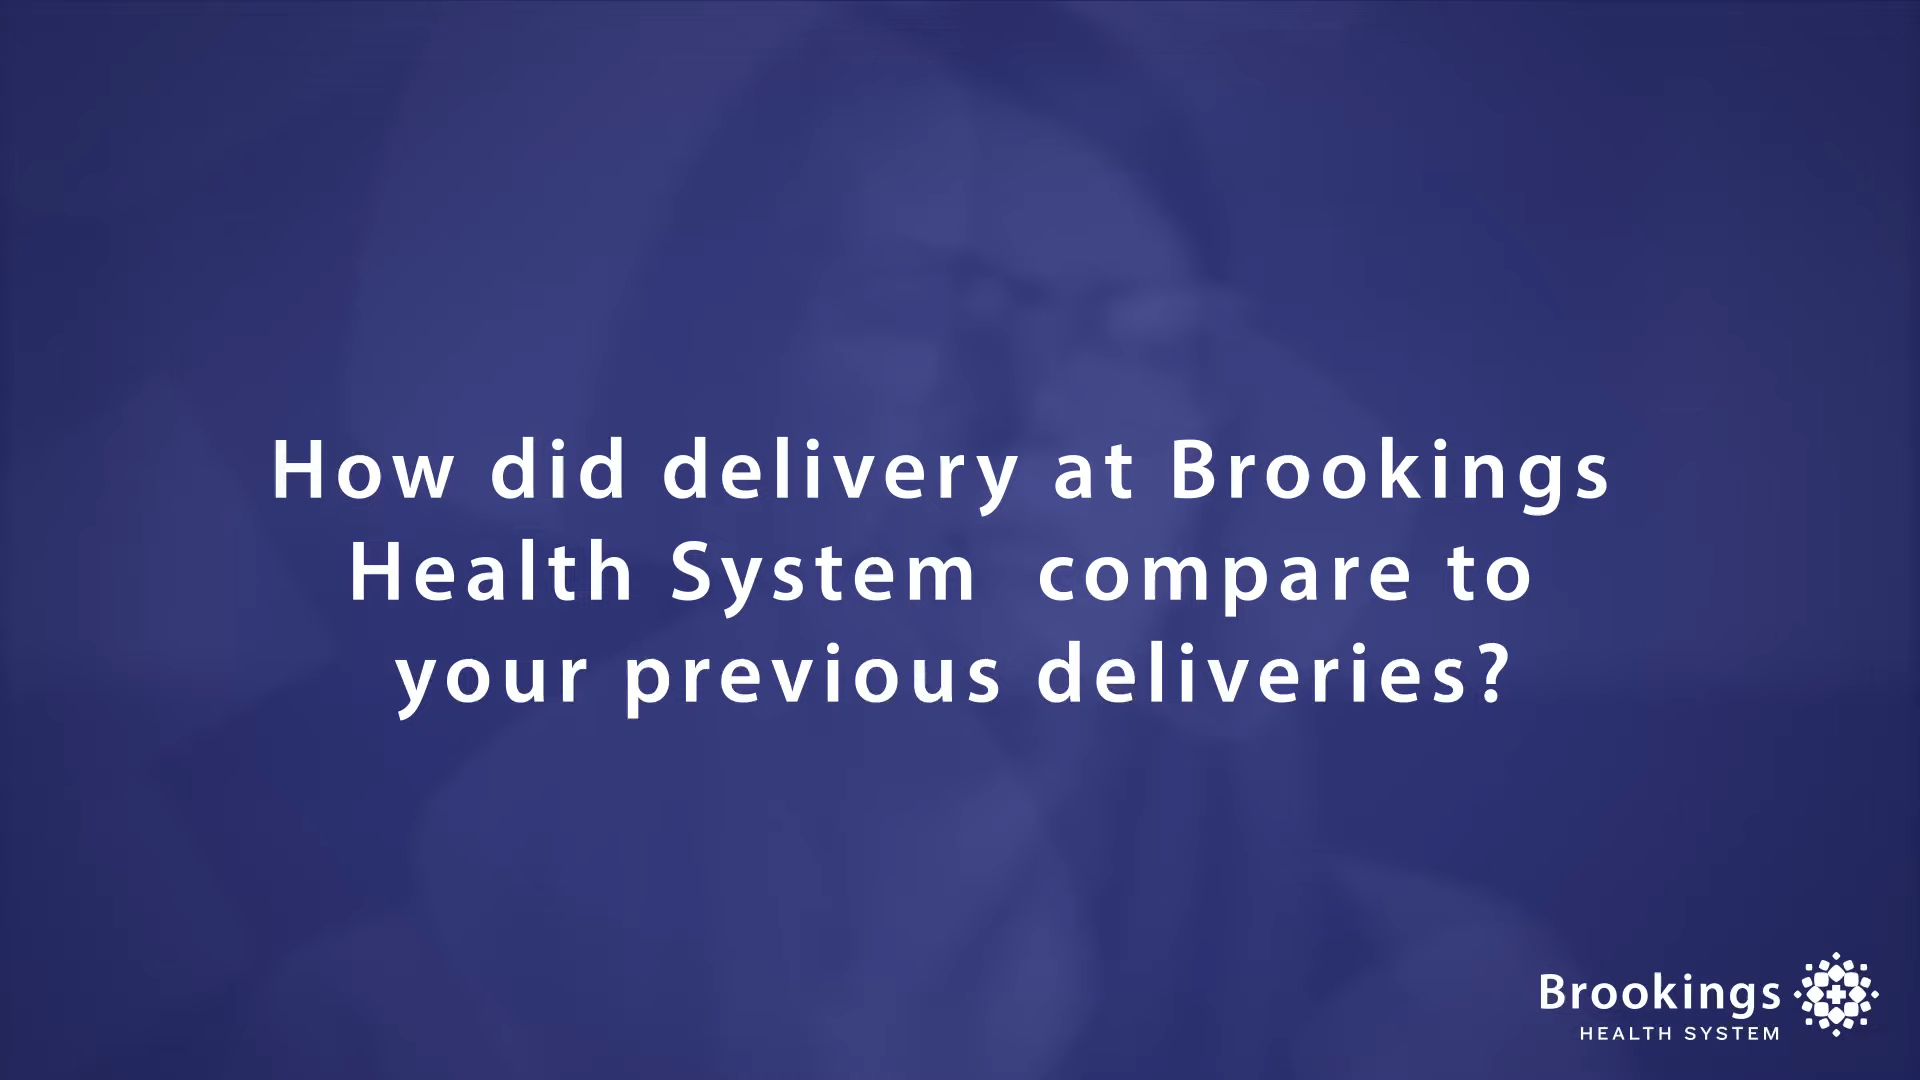 How did delivery at Brookings
Health System  compare to
your previous deliveries?
Brookings
HEALTH SYSTEM